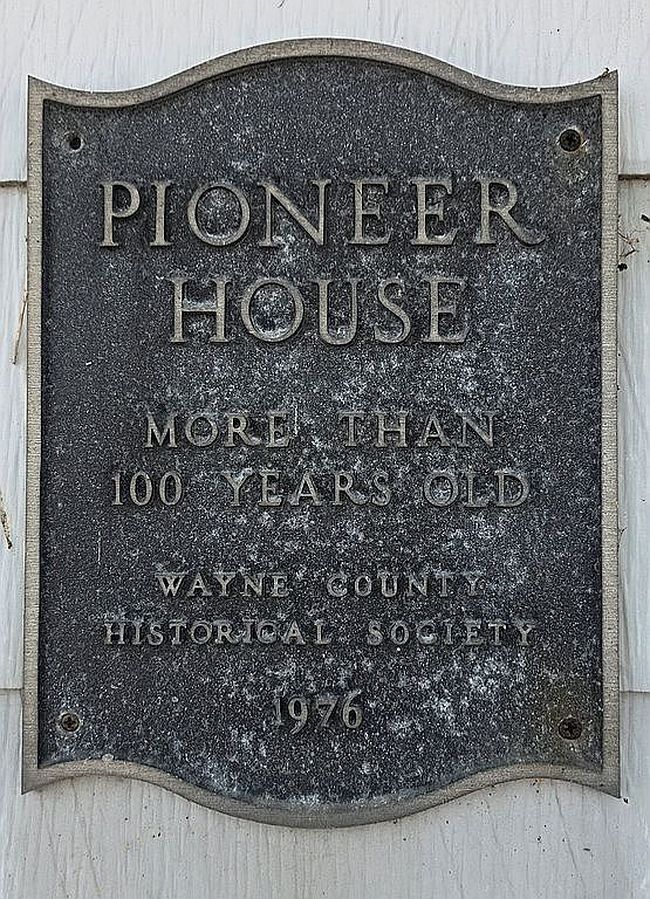 PIONEER
HOUSE
MORE THAN
100 YEARS OLD
WAYNE COUNTY
HISTORICAL SOCIETY
1976